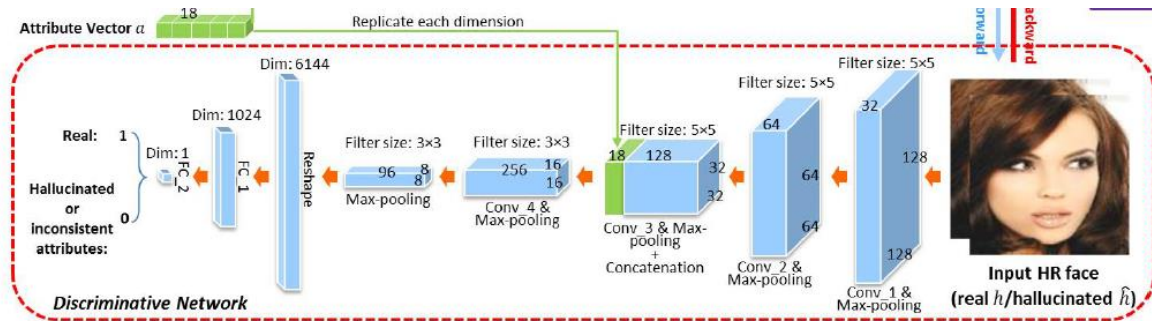 18
Attribute Vector a
Replicate each dimension
orward
ackward
Filter size: 5×5
Dim: 6144
Filter size: 5×5
Dim:1024
Filter size: 3×3
Filter size: 3×3
Filter size: 5×5
Real: 1
Dim:1
Hallucinated
or
inconsistent
attributes:
0
FC_2
FC_1
Reshape
96 8
8
Max-pooling
256 16
16
Conv_4 &
Max-pooling
18 128
32
32
Conv_3 & Max-
pooling
+
Concatenation
64
64
64
Conv_2 &
Max-pooling
32
128
128
Conv_1 &
Max-pooling
Input HR face
(real h/hallucinated ĥ)
Discriminative Network